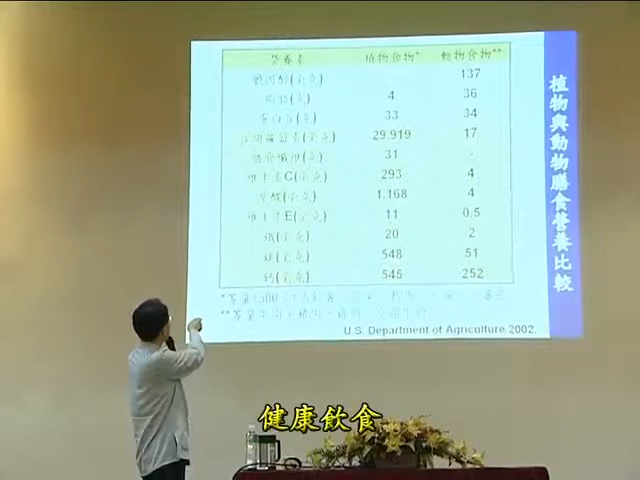 營養素 植物食物* 動物食物**
膽固醇(毫克) 137
脂肪(克) 4 36
蛋白質(克) 33 34
29.919 17
膳食纖維(克) 31
維生素C(毫克) 293 4
葉酸(毫克) 1.168 4
維生素E(毫克) 11 0.5
鐵(毫克) 20 2
鎂(毫克) 548 51
鈣(毫克) 545 252
U.S. Department of Agriculture 2002.
植物與動物膳食營養比較
健康飲食